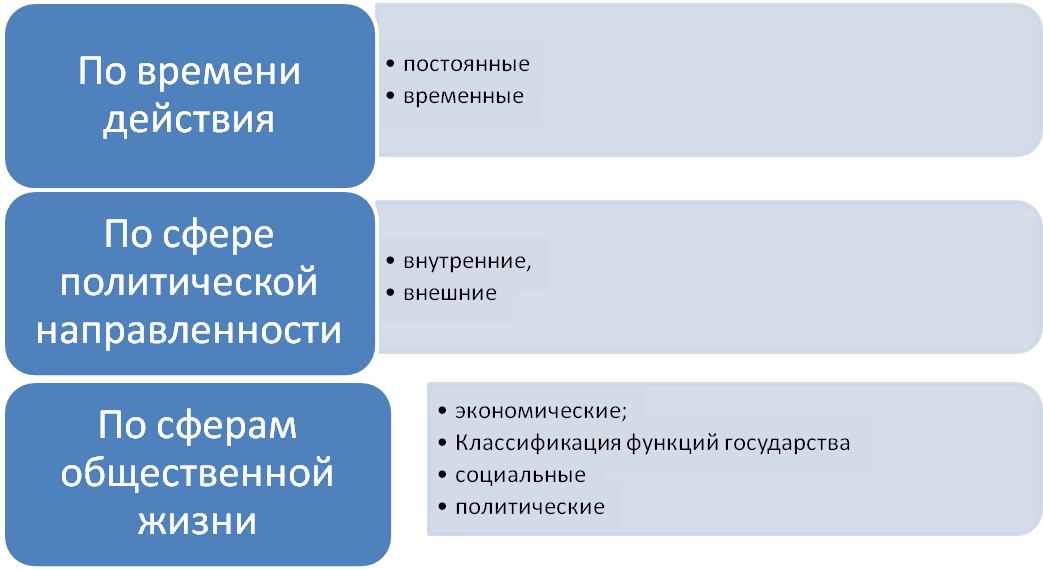 По времени
действия
• постоянные
• временные
По сфере
политической
направленности
• внутренние,
• внешние
По сферам
общественной
жизни
• экономические;
• Классификация функций государства
• социальные
• политические